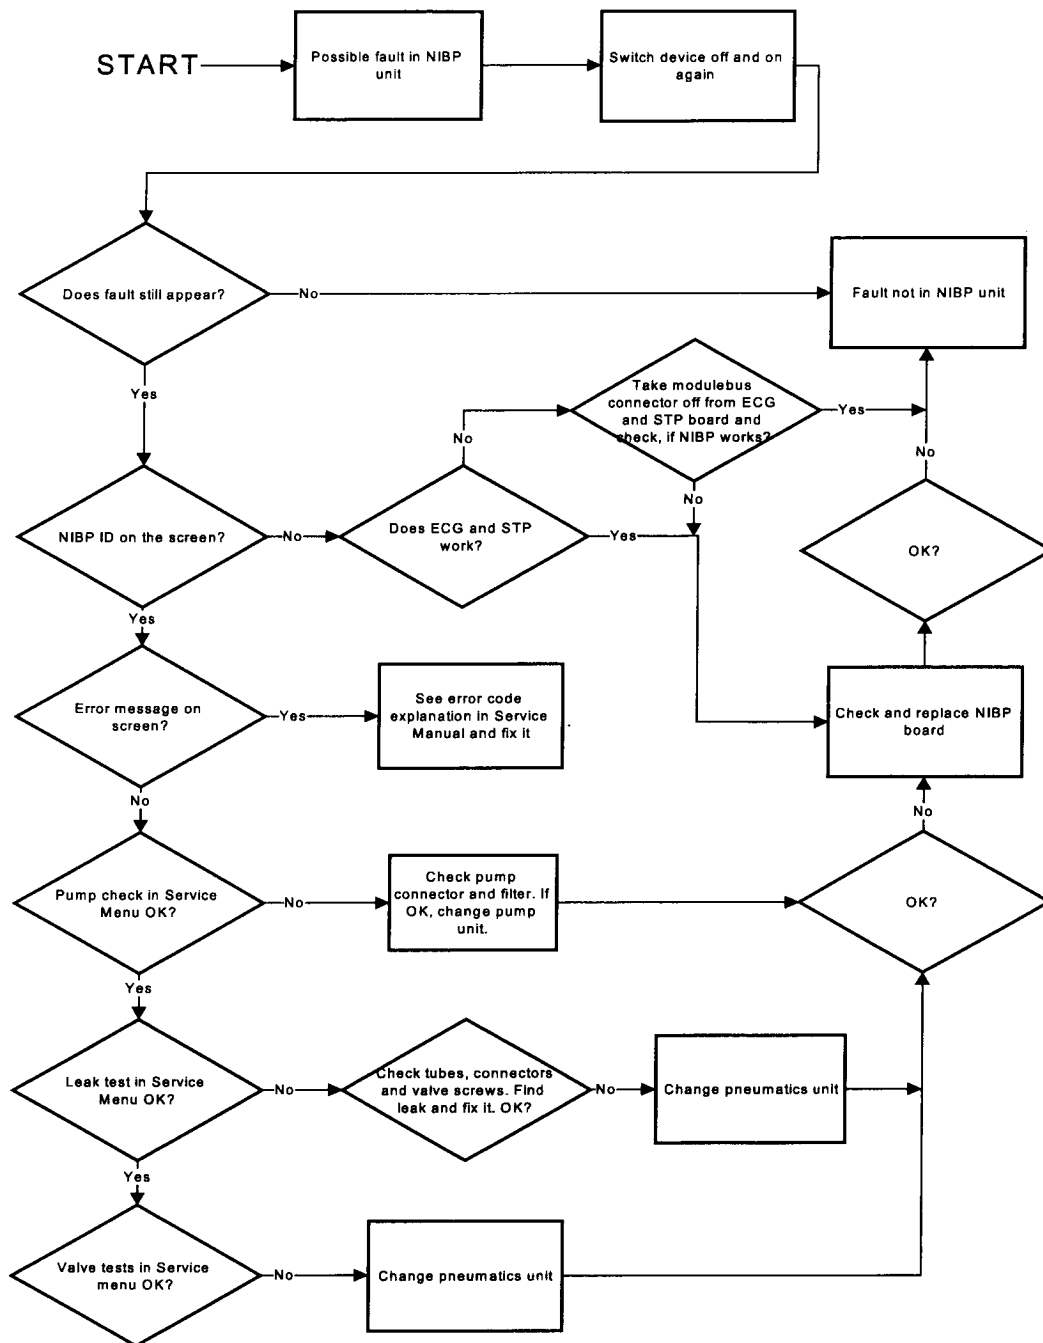 START
Possible fault in NIBP
unit
Switch device off and on
again
Does fault still appear?
No
Fault not in NIBP unit
Yes
Take modulebus
connector off from ECG
and STP board and
check, if NIBP works?
Yes
No
No
No
NIBP ID on the screen?
No
Does ECG and STP
work?
Yes
OK?
Yes
Error message on
screen?
Yes
See error code
explanation in Service
Manual and fix it
Check and replace NIBP
board
No
No
Pump check in Service
Menu OK?
No
Check pump
connector and filter. If
OK, change pump
unit.
OK?
Yes
Leak test in Service
Menu OK?
No
Check tubes, connectors
and valve screws. Find
leak and fix it. OK?
No
Change pneumatics unit
Yes
Valve tests in Service
menu OK?
No
Change pneumatics unit